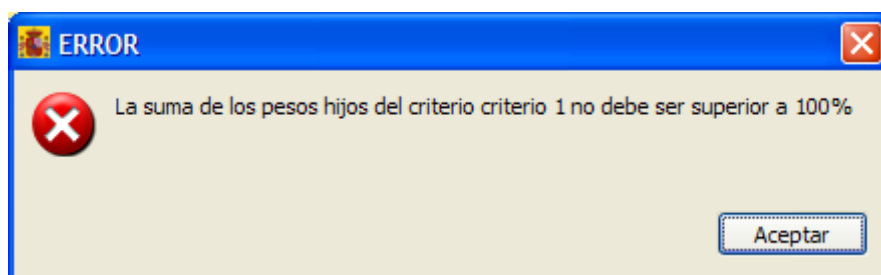 ERROR
La suma de los pesos hijos del criterio criterio 1 no debe ser superior a 100%
Aceptar